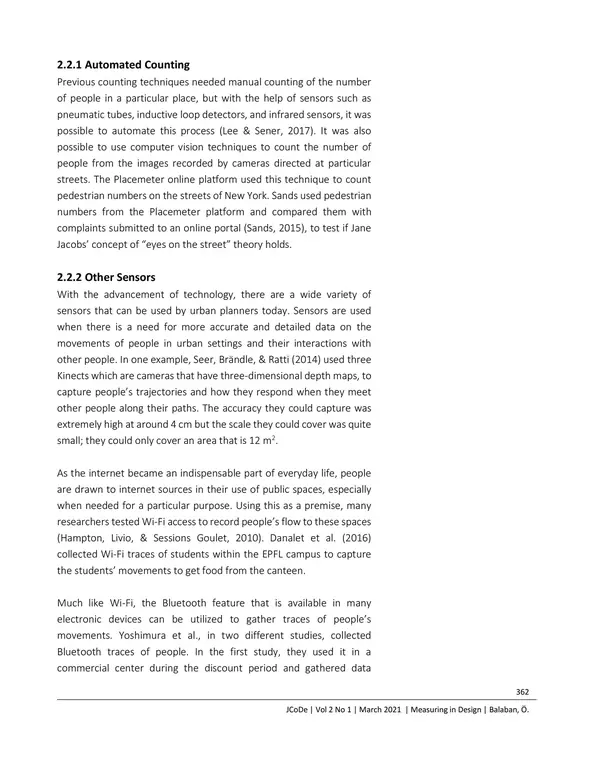 2.2.1 Automated Counting
Previous counting techniques needed manual counting of the number
of people in a particular place, but with the help of sensors such as
pneumatic tubes, inductive loop detectors, and infrared sensors, it was
possible to automate this process (Lee & Sener, 2017). It was also
possible to use computer vision techniques to count the number of
people from the images recorded by cameras directed at particular
streets. The Placemeter online platform used this technique to count
pedestrian numbers on the streets of New York. Sands used pedestrian
numbers from the Placemeter platform and compared them with
complaints submitted to an online portal (Sands, 2015), to test if Jane
Jacobs’ concept of “eyes on the street” theory holds.
2.2.2 Other Sensors
With the advancement of technology, there are a wide variety of
sensors that can be used by urban planners today. Sensors are used
when there is a need for more accurate and detailed data on the
movements of people in urban settings and their interactions with
other people. In one example, Seer, Brändle, & Ratti (2014) used three
Kinects which are cameras that have three-dimensional depth maps, to
capture people’s trajectories and how they respond when they meet
other people along their paths. The accuracy they could capture was
extremely high at around 4 cm but the scale they could cover was quite
small; they could only cover an area that is 12 m².
As the internet became an indispensable part of everyday life, people
are drawn to internet sources in their use of public spaces, especially
when needed for a particular purpose. Using this as a premise, many
researchers tested Wi-Fi access to record people’s flow to these spaces
(Hampton, Livio, & Sessions Goulet, 2010). Danalet et al. (2016)
collected Wi-Fi traces of students within the EPFL campus to capture
the students’ movements to get food from the canteen.
Much like Wi-Fi, the Bluetooth feature that is available in many
electronic devices can be utilized to gather traces of people’s
movements. Yoshimura et al., in two different studies, collected
Bluetooth traces of people. In the first study, they used it in a
commercial center during the discount period and gathered data
362
JCoDe | Vol 2 No 1 | March 2021 | Measuring in Design | Balaban, Ö.